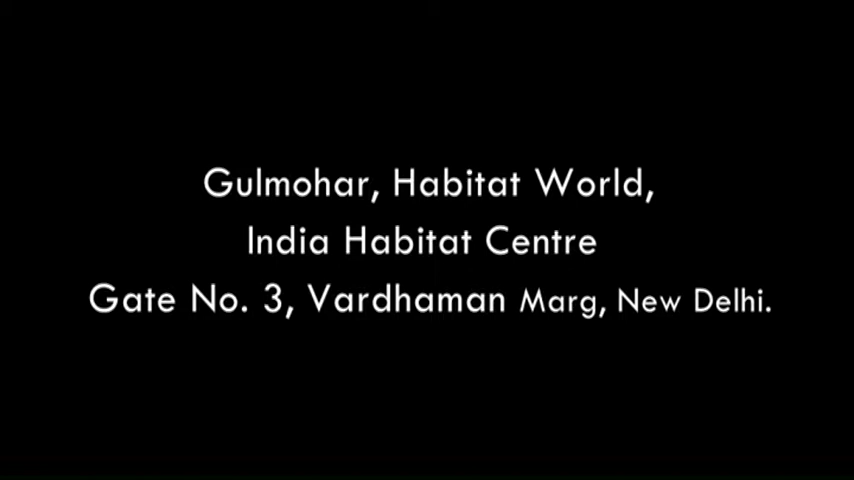 Gulmohar, Habitat World,
India Habitat Centre
Gate No. 3, Vardhaman Marg, New Delhi.